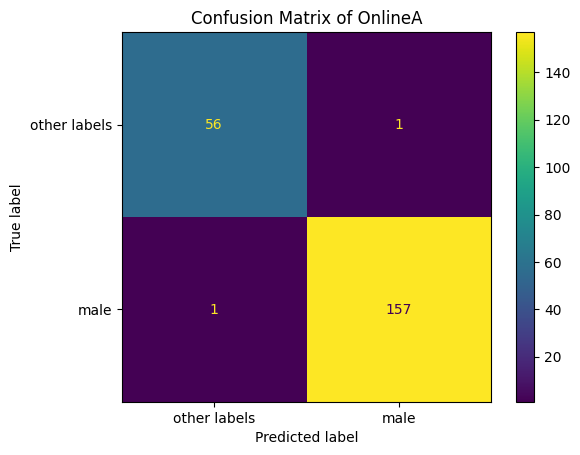 Confusion Matrix of OnlineA
True label
other labels
56
1
male
1
157
other labels
male
Predicted label
140
120
100
80
60
40
20